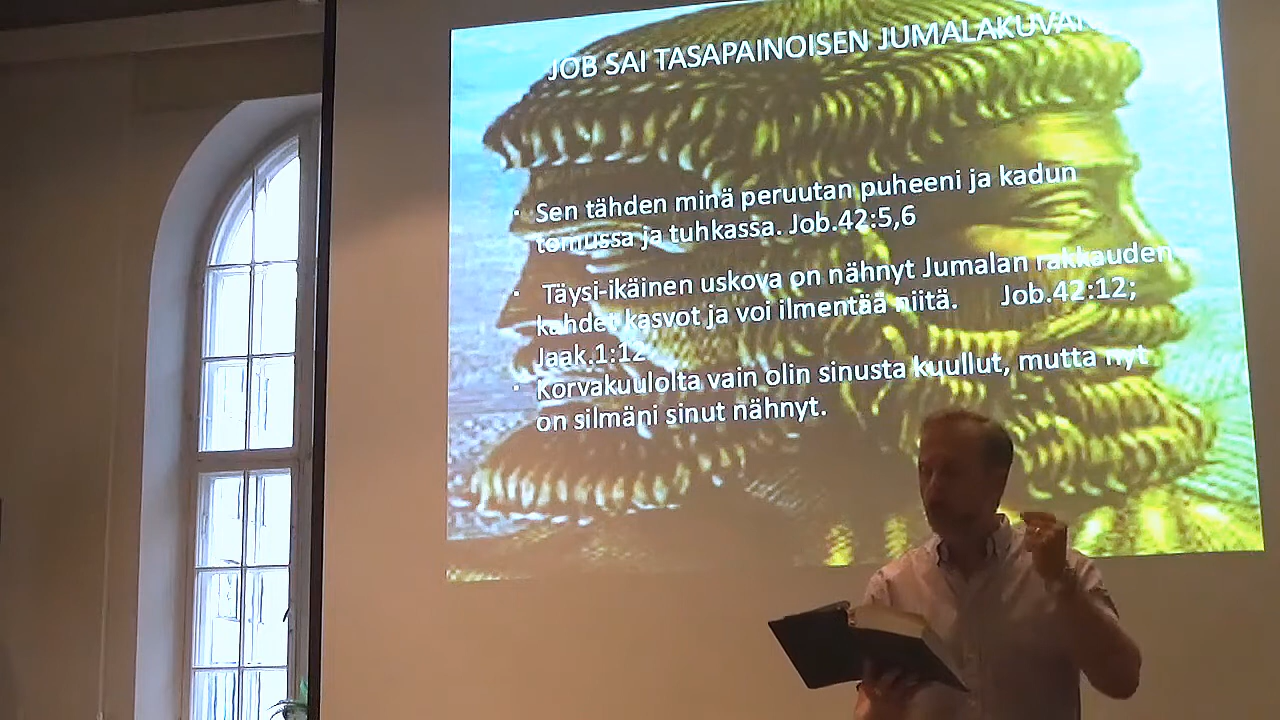 JOB SAI TASAPAINOISEN JUMALAKUVAN
· Sen tähden minä peruutan puheeni ja kadun
tomussa ja tuhkassa. Job.42:5,6
· Täysi-ikäinen uskova on nähnyt Jumalan rakkauden
kahdet kasvot ja voi ilmentää niitä. Job.42:12;
Jaak.1:12
· Korvakuulolta vain olin sinusta kuullut, mutta nyt
on silmäni sinut nähnyt.